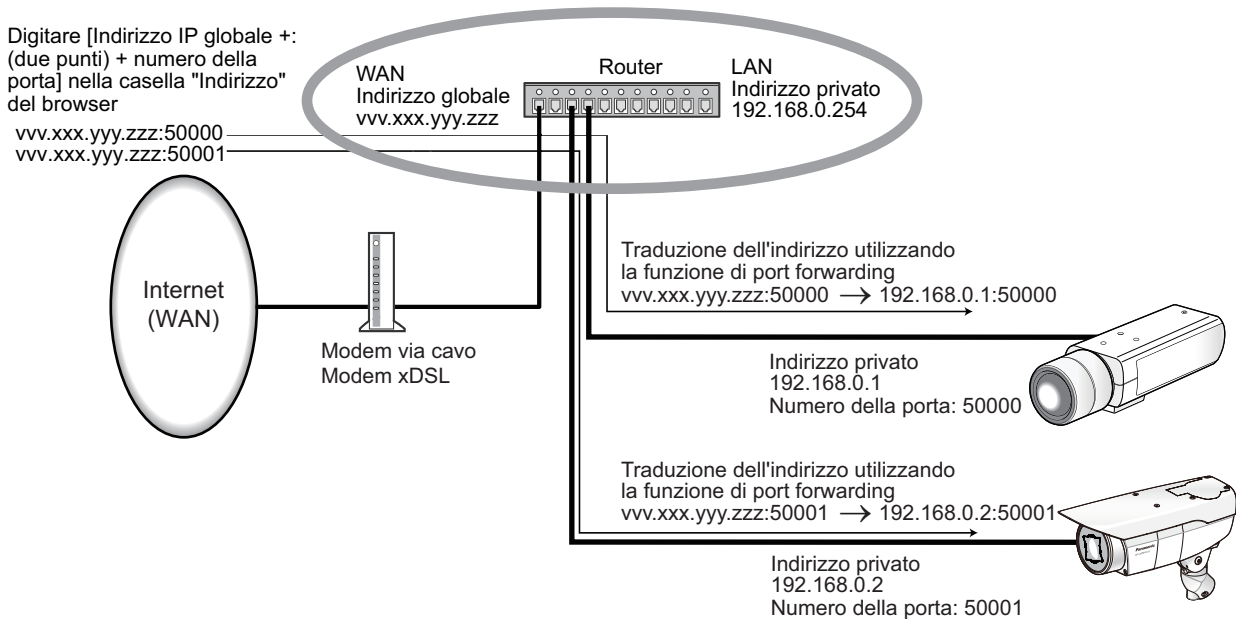 Digitare [Indirizzo IP globale +:
(due punti) + numero della
porta] nella casella "Indirizzo"
del browser
vvv.xxx.yyy.zzz:50000
vvv.xxx.yyy.zzz:50001
WAN
Indirizzo globale
vvv.xxx.yyy.zzz
Router
LAN
Indirizzo privato
192.168.0.254
Internet
(WAN)
Modem via cavo
Modem xDSL
Traduzione dell'indirizzo utilizzando
la funzione di port forwarding
vvv.xxx.yyy.zzz:50000 → 192.168.0.1:50000
Indirizzo privato
192.168.0.1
Numero della porta: 50000
Traduzione dell'indirizzo utilizzando
la funzione di port forwarding
vvv.xxx.yyy.zzz:50001 → 192.168.0.2:50001
Panasonic
Indirizzo privato
192.168.0.2
Numero della porta: 50001